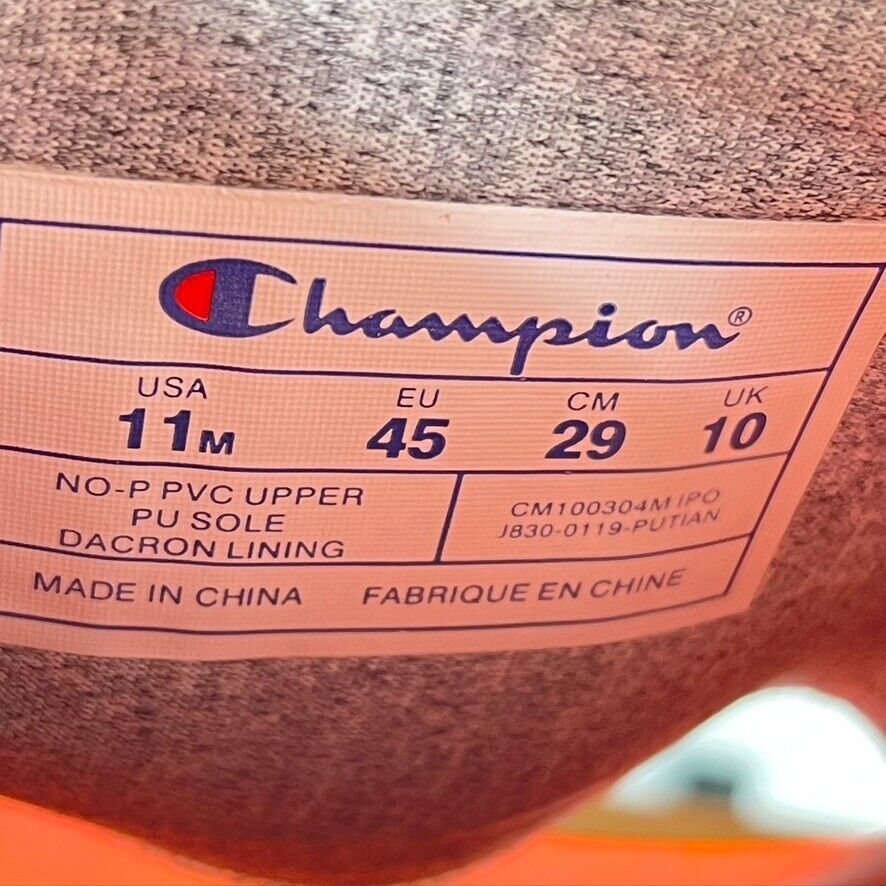 Champion®
USA EU CM UK
11M 45 29 10
NO-P PVC UPPER
PU SOLE
DACRON LINING
CM100304M IPO
J830-0119-PUTIAN
MADE IN CHINA FABRIQUE EN CHINE